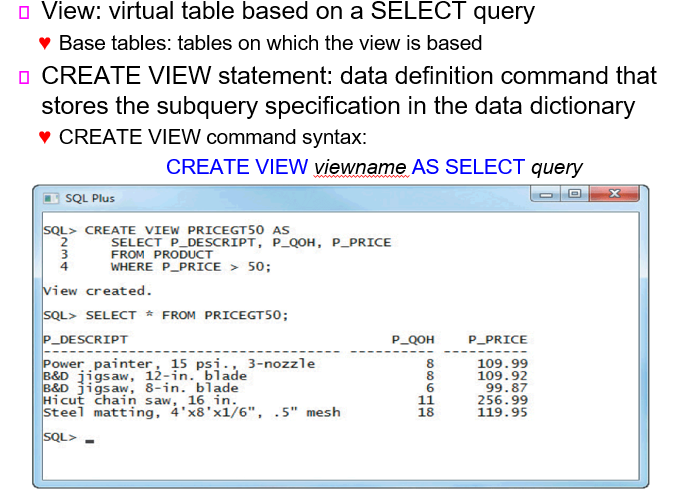 View: virtual table based on a SELECT query
Base tables: tables on which the view is based
CREATE VIEW statement: data definition command that
stores the subquery specification in the data dictionary
CREATE VIEW command syntax:
CREATE VIEW viewname AS SELECT query
SQL Plus
SQL> CREATE VIEW PRICEGT50 AS
2 SELECT P_DESCRIPT, P_QOH, P_PRICE
3 FROM PRODUCT
4 WHERE P_PRICE > 50;
View created.
SQL> SELECT * FROM PRICEGT50;
P_DESCRIPT P_QOH P_PRICE
----------------------------------- ---------- ----------
Power painter, 15 psi., 3-nozzle 8 109.99
B&D jigsaw, 12-in. blade 8 109.92
B&D jigsaw, 8-in. blade 6 99.87
Hicut chain saw, 16 in. 11 256.99
Steel matting, 4'x8'x1/6", .5" mesh 18 119.95
SQL> _